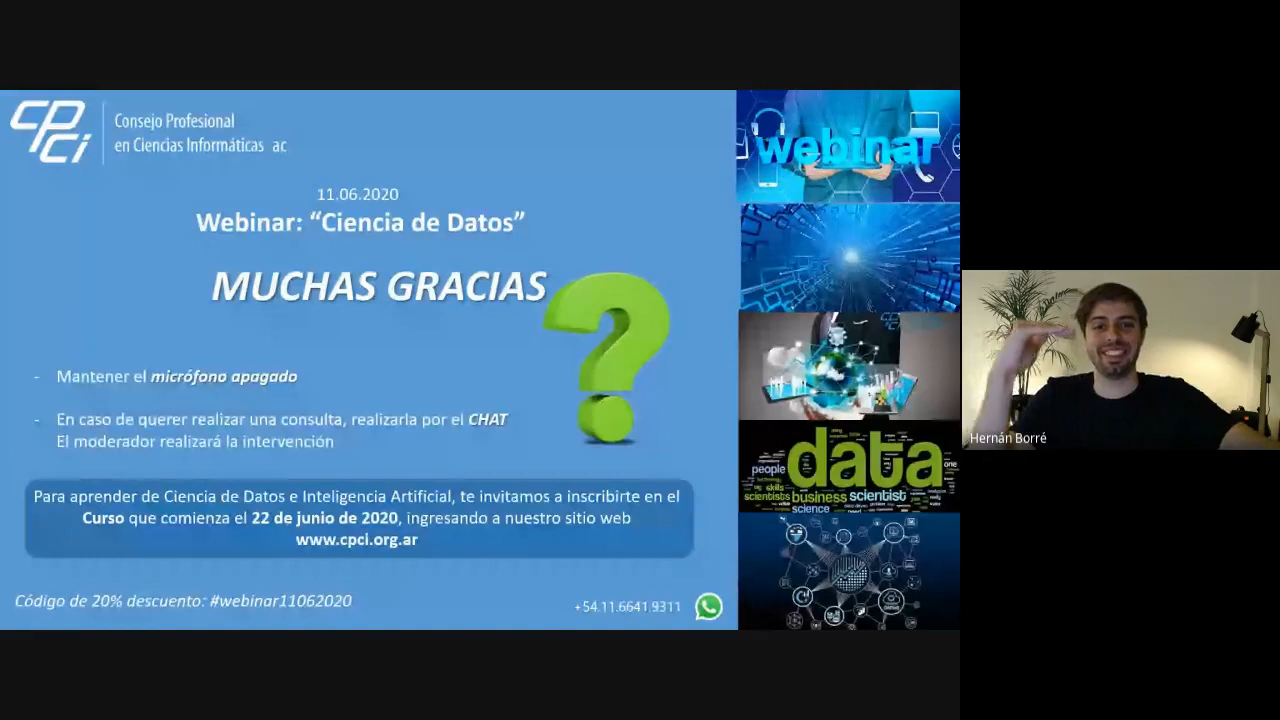 CPCi
Consejo Profesional
en Ciencias Informáticas ac
11.06.2020
Webinar: “Ciencia de Datos”
MUCHAS GRACIAS
?
- Mantener el micrófono apagado
- En caso de querer realizar una consulta, realizarla por el CHAT
El moderador realizará la intervención
Para aprender de Ciencia de Datos e Inteligencia Artificial, te invitamos a inscribirte en el
Curso que comienza el 22 de junio de 2020, ingresando a nuestro sitio web
www.cpci.org.ar
Código de 20% descuento: #webinar11062020
+54.11.6641.9311
webinar
data
people
skills
one
scientists business scientist
science
Hernán Borré